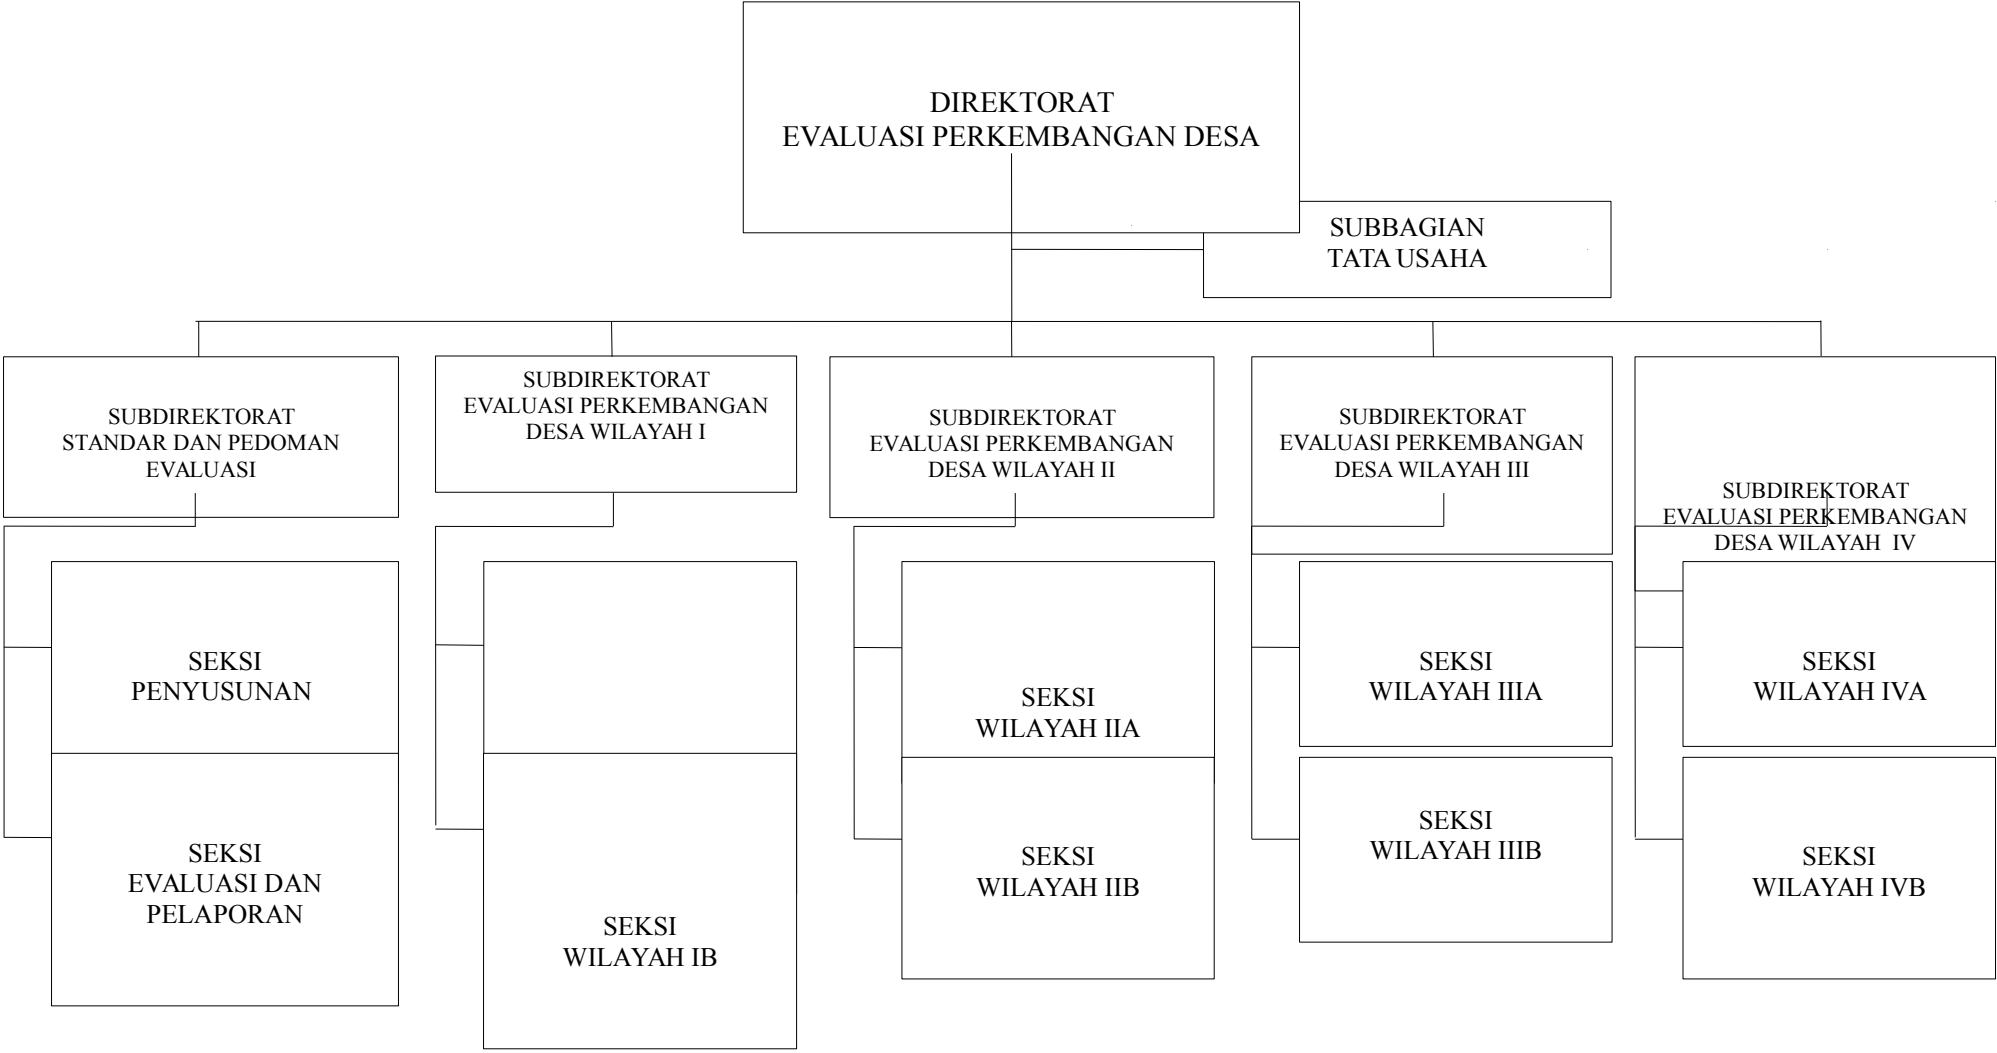 DIREKTORAT
EVALUASI PERKEMBANGAN DESA
SUBBAGIAN
TATA USAHA
SUBDIREKTORAT
STANDAR DAN PEDOMAN
EVALUASI
SUBDIREKTORAT
EVALUASI PERKEMBANGAN
DESA WILAYAH I
SUBDIREKTORAT
EVALUASI PERKEMBANGAN
DESA WILAYAH II
SUBDIREKTORAT
EVALUASI PERKEMBANGAN
DESA WILAYAH III
SUBDIREKTORAT
EVALUASI PERKEMBANGAN
DESA WILAYAH IV
SEKSI
PENYUSUNAN
SEKSI
WILAYAH IIA
SEKSI
WILAYAH IIIA
SEKSI
WILAYAH IVA
SEKSI
EVALUASI DAN
PELAPORAN
SEKSI
WILAYAH IB
SEKSI
WILAYAH IIB
SEKSI
WILAYAH IIIB
SEKSI
WILAYAH IVB